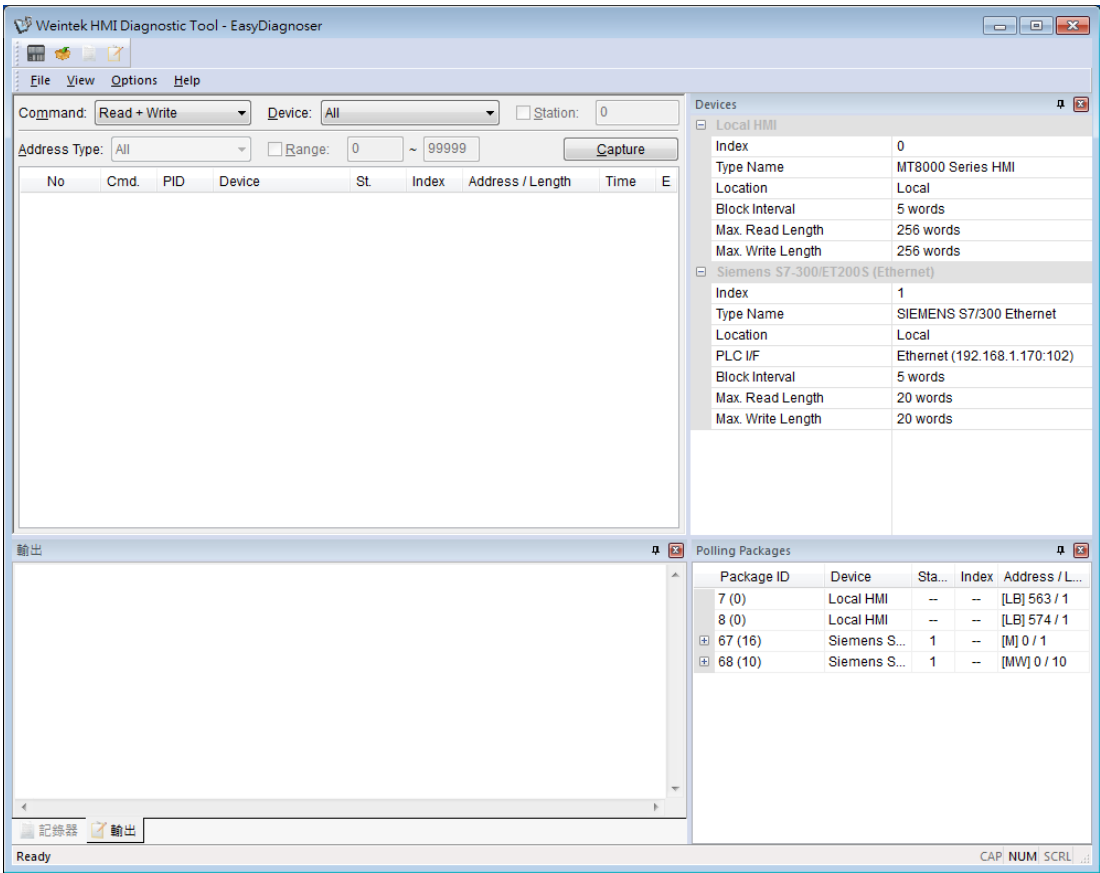 Weintek HMI Diagnostic Tool - EasyDiagnoser
File View Options Help
Command: Read + Write Device: All Station: 0
Address Type: All Range: 0 ~ 99999 Capture
No Cmd. PID Device St. Index Address / Length Time E
Devices
Local HMI
Index 0
Type Name MT8000 Series HMI
Location Local
Block Interval 5 words
Max. Read Length 256 words
Max. Write Length 256 words
Siemens S7-300/ET200S (Ethernet)
Index 1
Type Name SIEMENS S7/300 Ethernet
Location Local
PLC I/F Ethernet (192.168.1.170:102)
Block Interval 5 words
Max. Read Length 20 words
Max. Write Length 20 words
輸出
記錄器 輸出
Polling Packages
Package ID Device Sta... Index Address / L...
7 (0) Local HMI -- -- [LB] 563 / 1
8 (0) Local HMI -- -- [LB] 574 / 1
67 (16) Siemens S... 1 -- [M] 0 / 1
68 (10) Siemens S... 1 -- [MW] 0 / 10
Ready CAP NUM SCRL